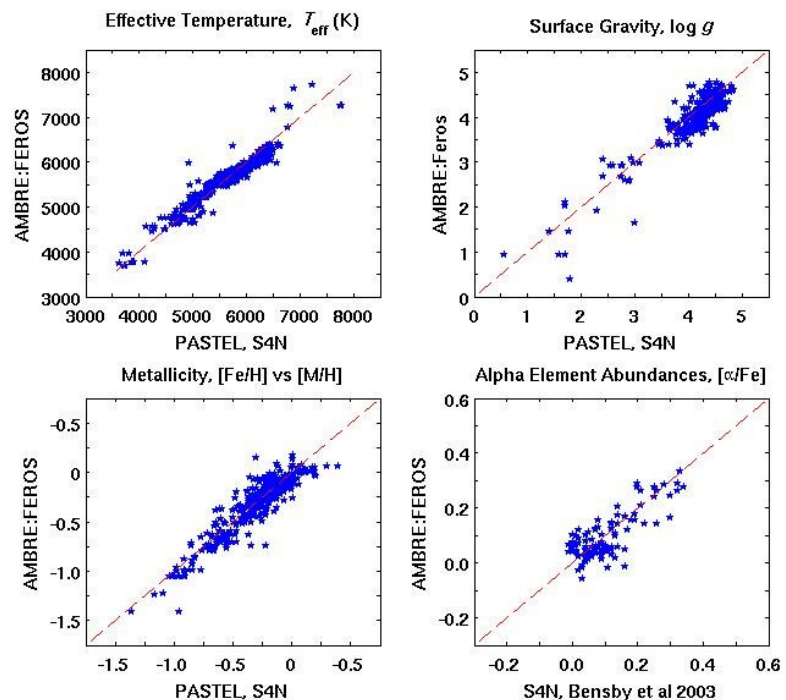 Effective Temperature, Teff (K)
8000
7000
6000
5000
4000
3000
AMBRE:FEROS
3000 4000 5000 6000 7000 8000
PASTEL, S4N
Surface Gravity, log g
5
4
3
2
1
0
AMBRE:Feros
0 1 2 3 4 5
PASTEL, S4N
Metallicity, [Fe/H] vs [M/H]
-0.5
0
-0.5
-1.0
-1.5
AMBRE:FEROS
-1.5 -1.0 -0.5 0 -0.5
PASTEL, S4N
Alpha Element Abundances, [α/Fe]
0.6
0.4
0.2
0.0
-0.2
AMBRE:FEROS
-0.2 0.0 0.2 0.4 0.6
S4N, Bensby et al 2003